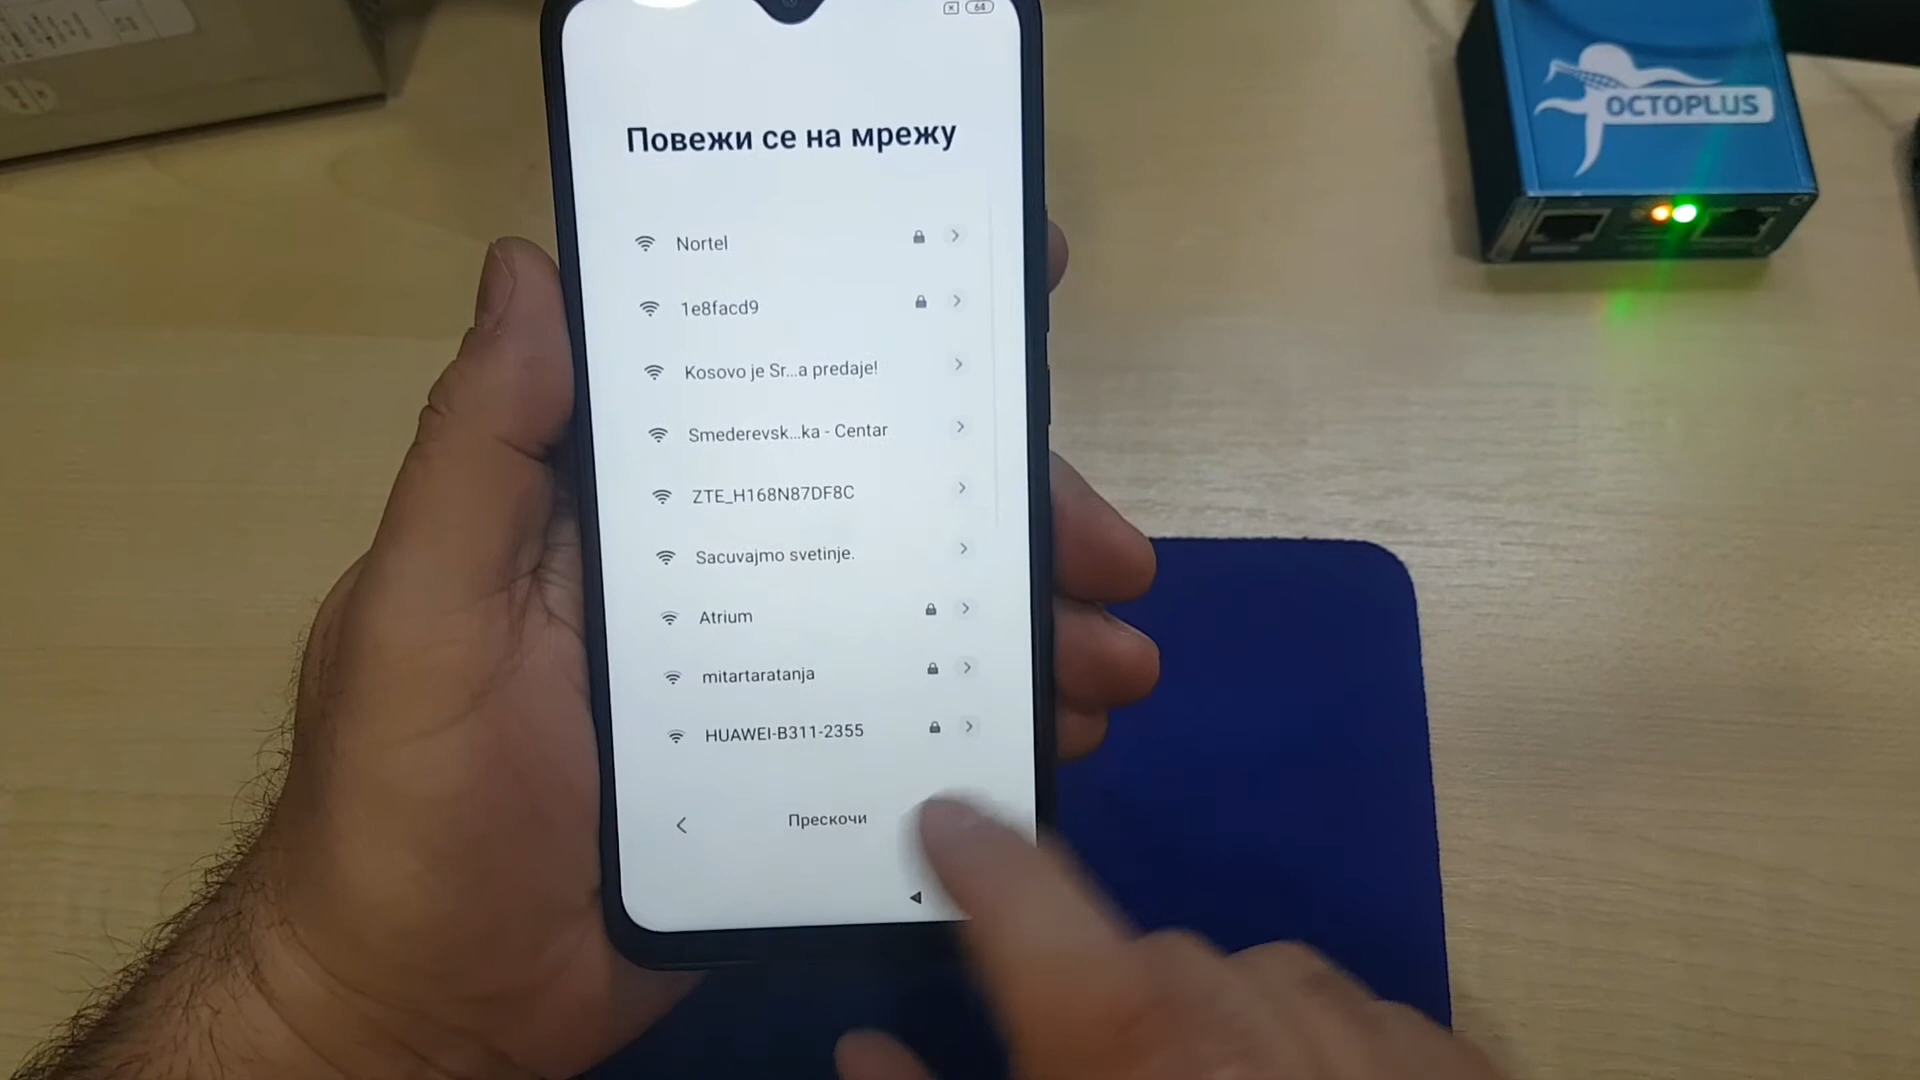 64
Повежи се на мрежу
Nortel
1e8facd9
Kosovo je Sr...a predaje!
Smederevsk...ka - Centar
ZTE_H168N87DF8C
Sacuvajmo svetinje.
Atrium
mitartaratanja
HUAWEI-B311-2355
Прескочи
OCTOPLUS